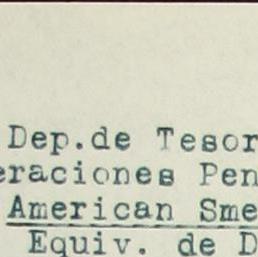 Dep.de Tesor
eraciones Pen
American Sme
Equiv. de D